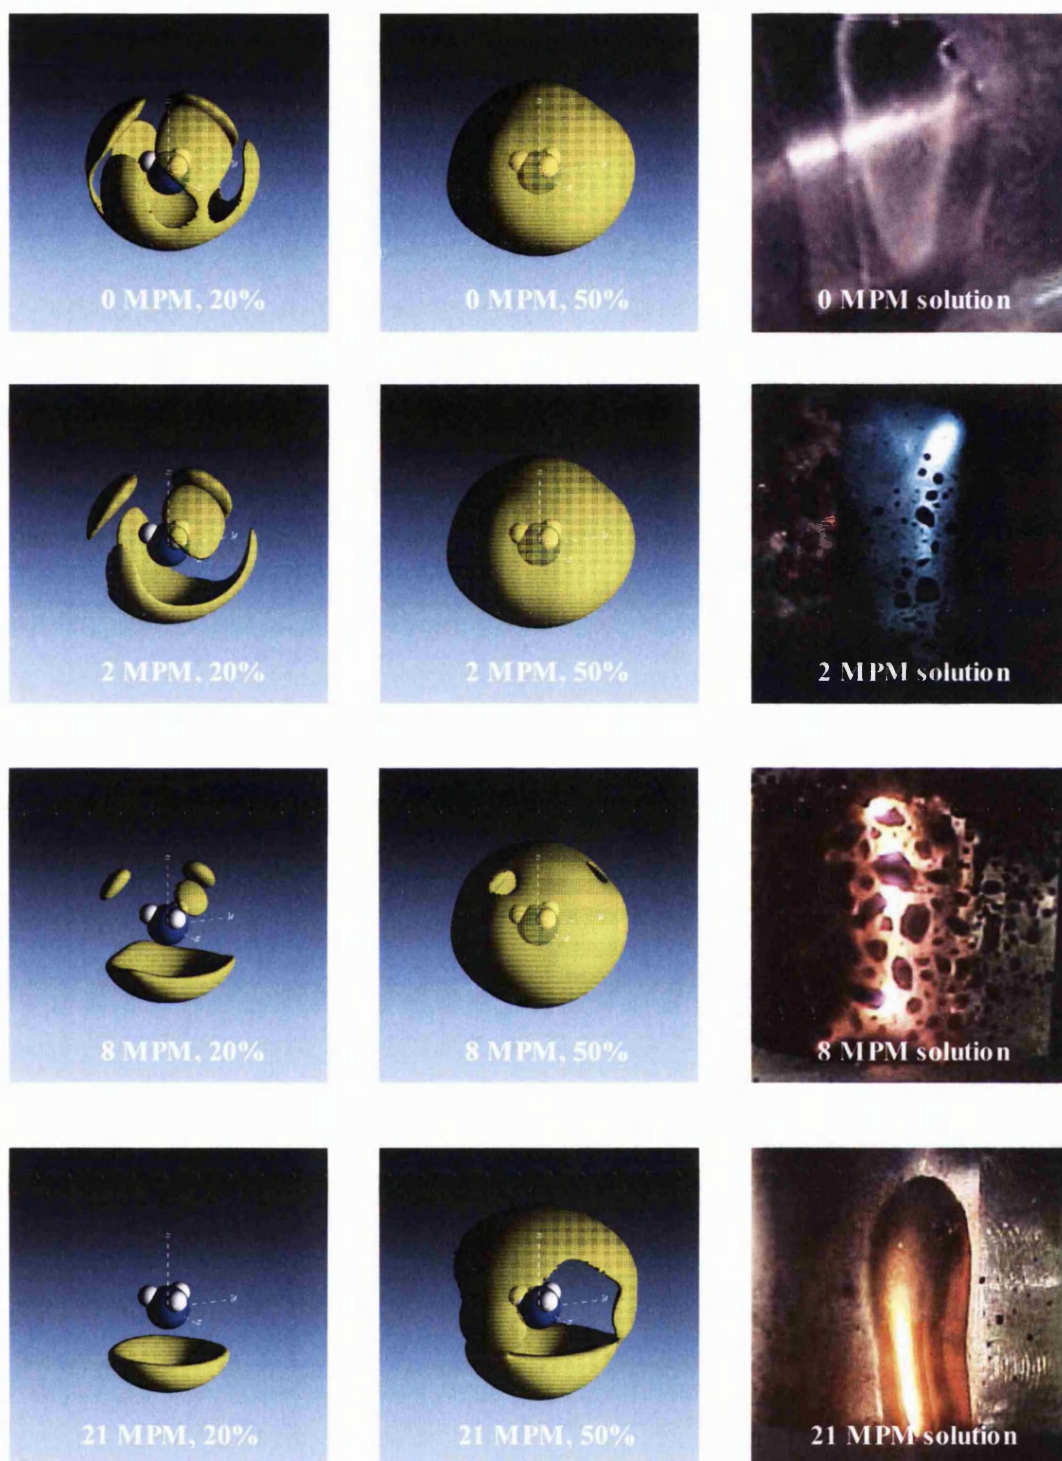 0 MPM, 20%
0 MPM, 50%
0 MPM solution
2 MPM, 20%
2 MPM, 50%
2 MPM solution
8 MPM, 20%
8 MPM, 50%
8 MPM solution
21 MPM, 20%
21 MPM, 50%
21 MPM solution